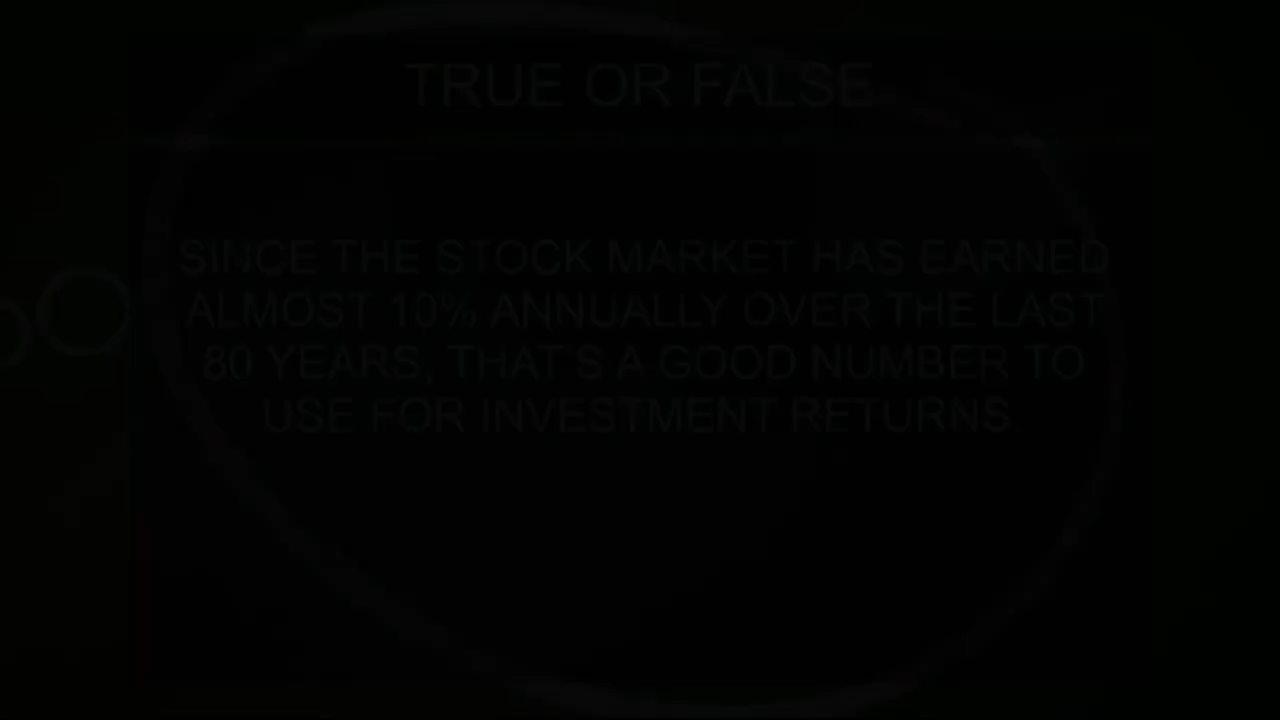 TRUE OR FALSE
SINCE THE STOCK MARKET HAS EARNED
ALMOST 10% ANNUALLY OVER THE LAST
80 YEARS, THAT'S A GOOD NUMBER TO
USE FOR INVESTMENT RETURNS.